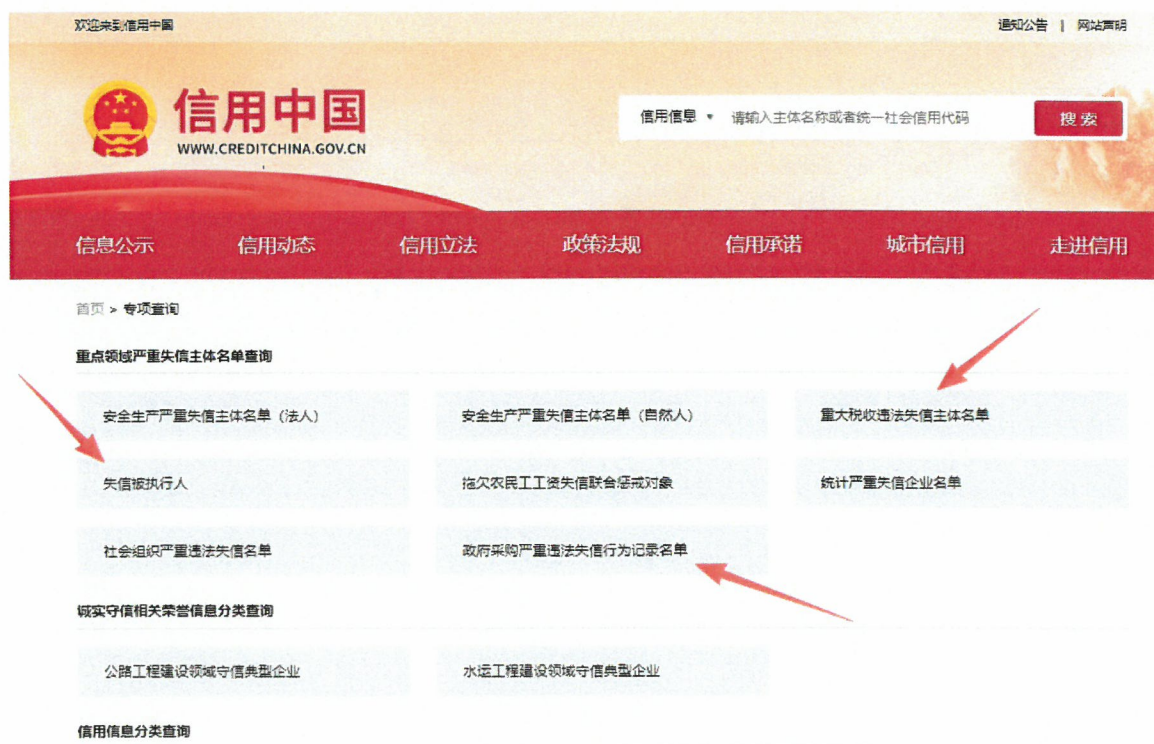 欢迎来到信用中国
通知公告 | 网站声明
信用中国
WWW.CREDITCHINA.GOV.CN
信用信息 请输入主体名称或者统一社会信用代码 搜索
信息公示 信用动态 信用立法 政策法规 信用承诺 城市信用 走进信用
首页 > 专项查询
重点领域严重失信主体名单查询
安全生产严重失信主体名单（法人） 安全生产严重失信主体名单（自然人） 重大税收违法失信主体名单
失信被执行人 拖欠农民工工资失信联合惩戒对象 统计严重失信企业名单
社会组织严重违法失信名单 政府采购严重违法失信行为记录名单
诚实守信相关荣誉信息分类查询
公路工程建设领域守信典型企业 水运工程建设领域守信典型企业
信用信息分类查询